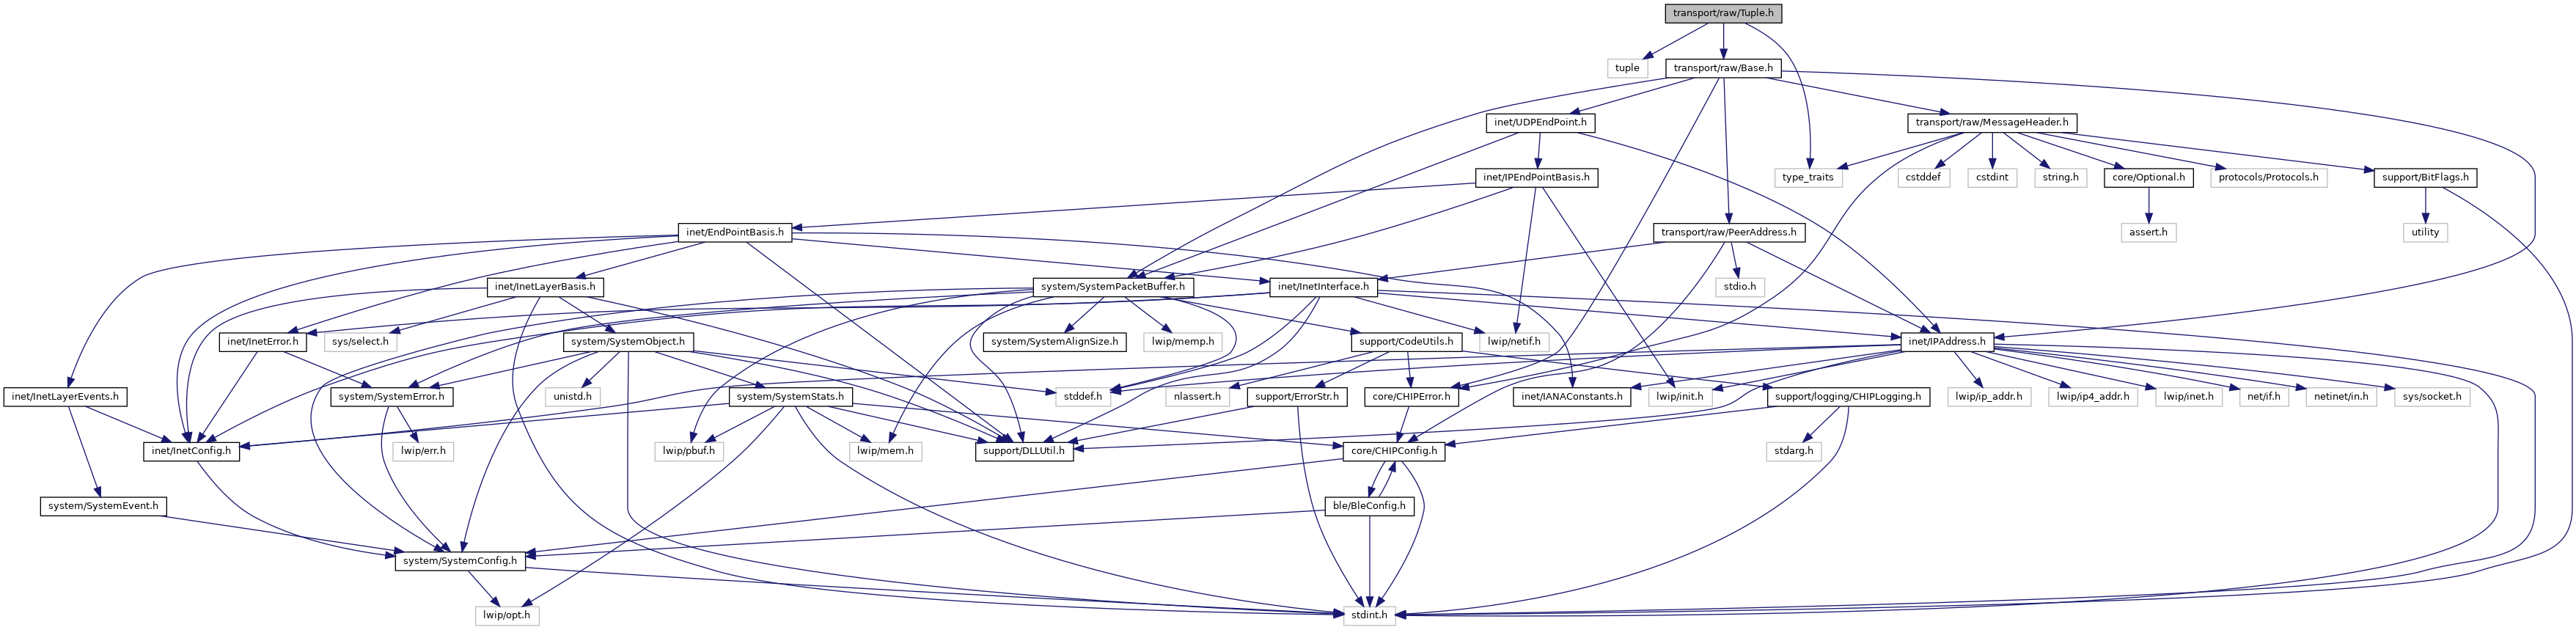 transport/raw/Tuple.h
tuple
transport/raw/Base.h
inet/UDPEndPoint.h
transport/raw/MessageHeader.h
inet/IPEndPointBasis.h
type_traits
cstddef
cstdint
string.h
core/Optional.h
protocols/Protocols.h
support/BitFlags.h
inet/EndPointBasis.h
transport/raw/PeerAddress.h
assert.h
utility
inet/InetLayerBasis.h
system/SystemPacketBuffer.h
inet/InetInterface.h
stdio.h
inet/InetError.h
sys/select.h
system/SystemObject.h
system/SystemAlignSize.h
lwip/memp.h
support/CodeUtils.h
lwip/netif.h
inet/IPAddress.h
inet/InetLayerEvents.h
system/SystemError.h
unistd.h
system/SystemStats.h
stddef.h
nlassert.h
support/ErrorStr.h
core/CHIPError.h
inet/IANAConstants.h
lwip/init.h
support/logging/CHIPLogging.h
lwip/ip_addr.h
lwip/ip4_addr.h
lwip/inet.h
net/if.h
netinet/in.h
sys/socket.h
inet/InetConfig.h
lwip/err.h
lwip/pbuf.h
lwip/mem.h
support/DLLUtil.h
core/CHIPConfig.h
stdarg.h
system/SystemEvent.h
ble/BleConfig.h
system/SystemConfig.h
lwip/opt.h
stdint.h